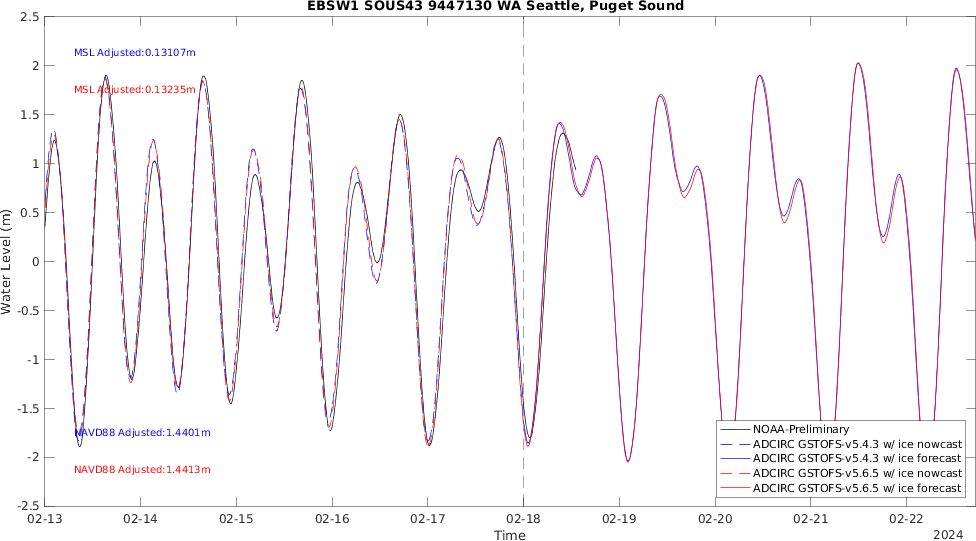 EBSW1 SOUS43 9447130 WA Seattle, Puget Sound
2.5
2
1.5
1
0.5
0
-0.5
-1
-1.5
-2
-2.5
Water Level (m)
MSL Adjusted:0.13107m
MSL Adjusted:0.13235m
NAVD88 Adjusted:1.4401m
NAVD88 Adjusted:1.4413m
NOAA-Preliminary
ADCIRC GSTOFS-v5.4.3 w/ ice nowcast
ADCIRC GSTOFS-v5.4.3 w/ ice forecast
ADCIRC GSTOFS-v5.6.5 w/ ice nowcast
ADCIRC GSTOFS-v5.6.5 w/ ice forecast
02-13 02-14 02-15 02-16 02-17 02-18 02-19 02-20 02-21 02-22
Time
2024